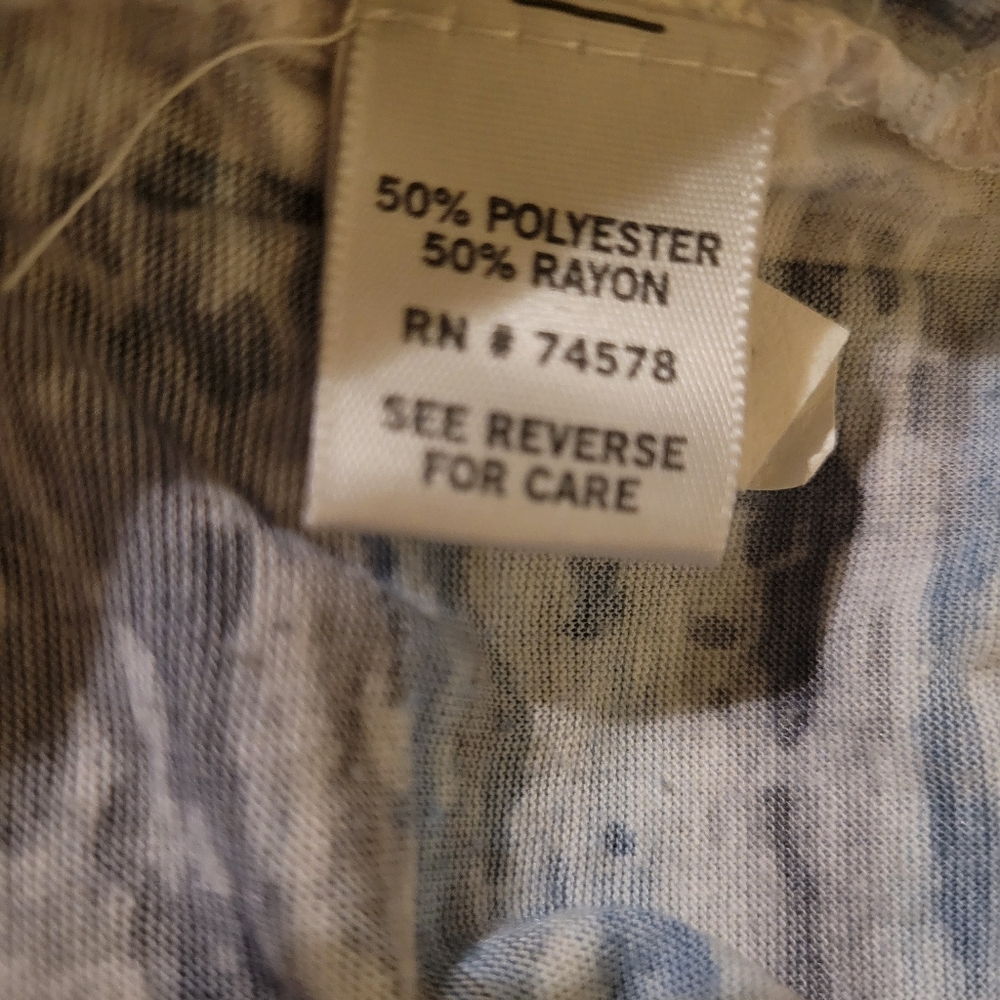 50% POLYESTER
50% RAYON
RN # 74578
SEE REVERSE
FOR CARE